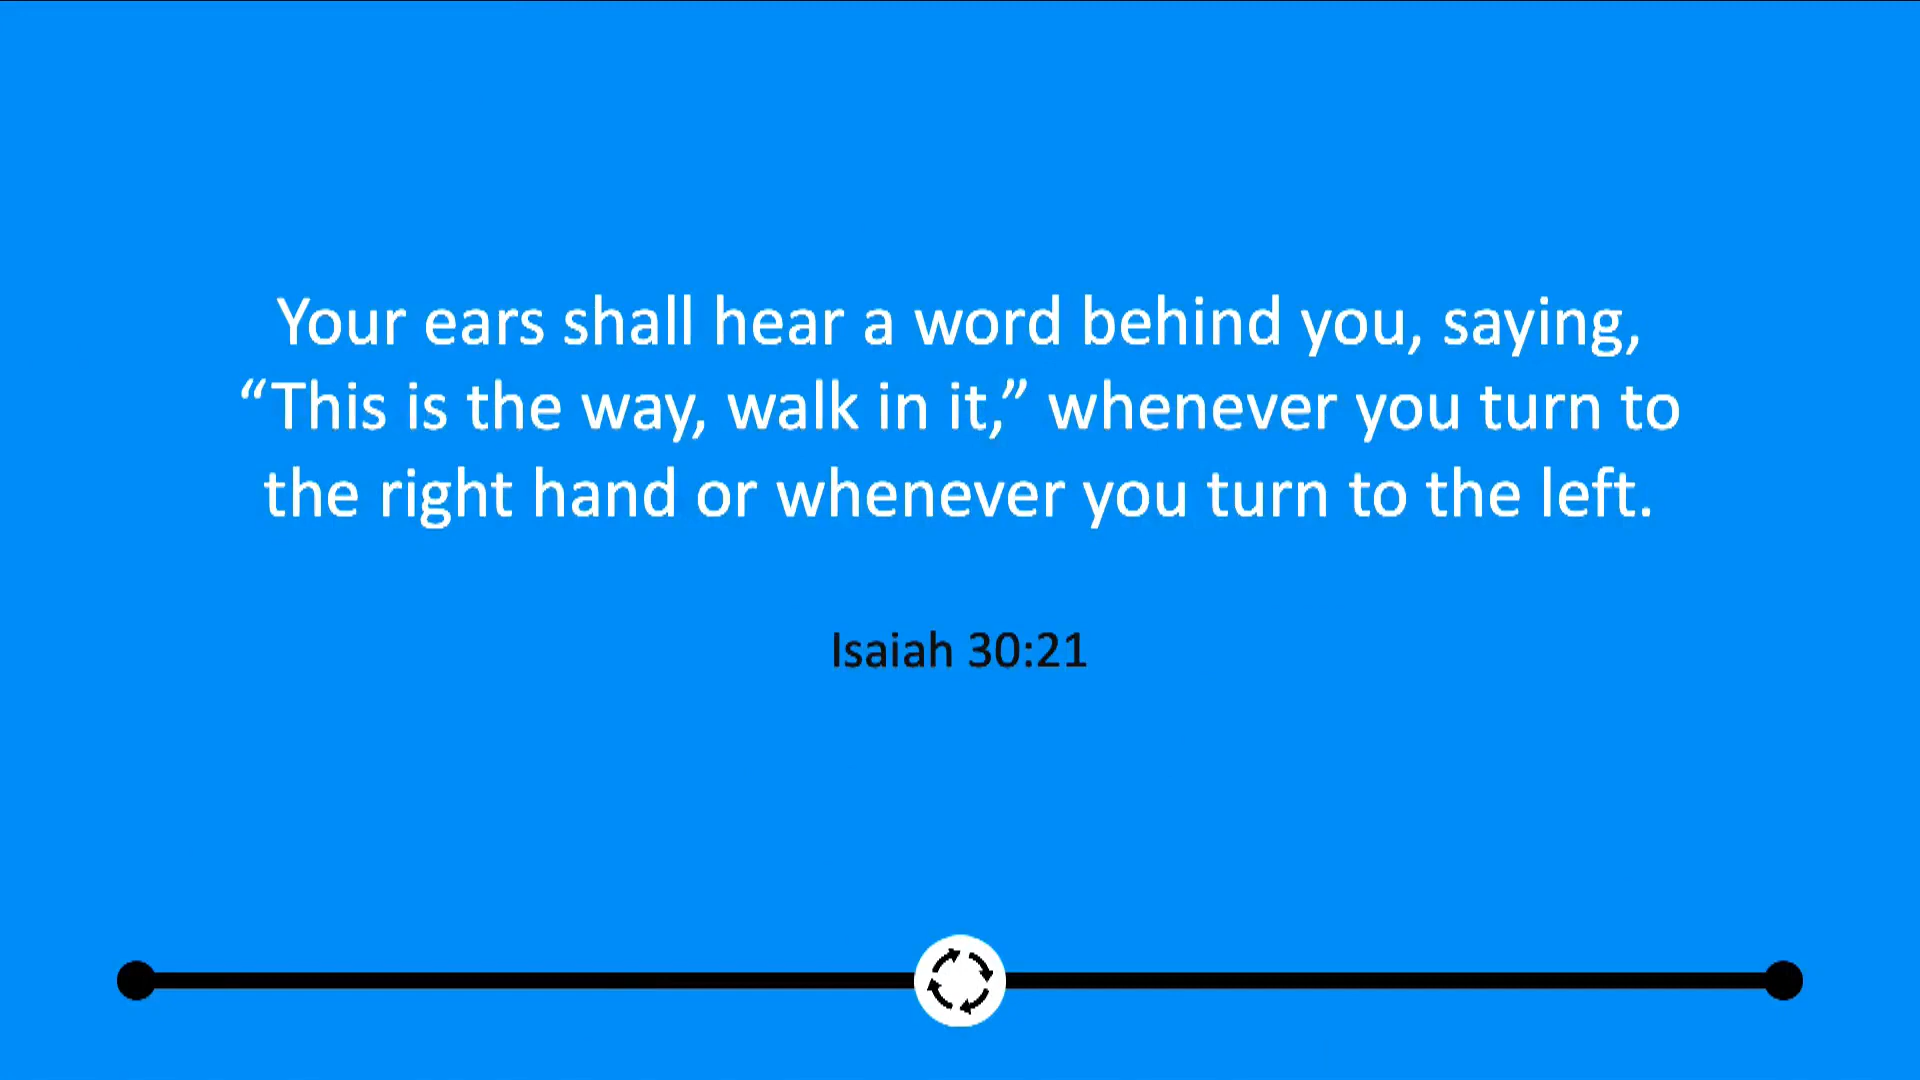 Your ears shall hear a word behind you, saying,
“This is the way, walk in it,” whenever you turn to
the right hand or whenever you turn to the left.
Isaiah 30:21